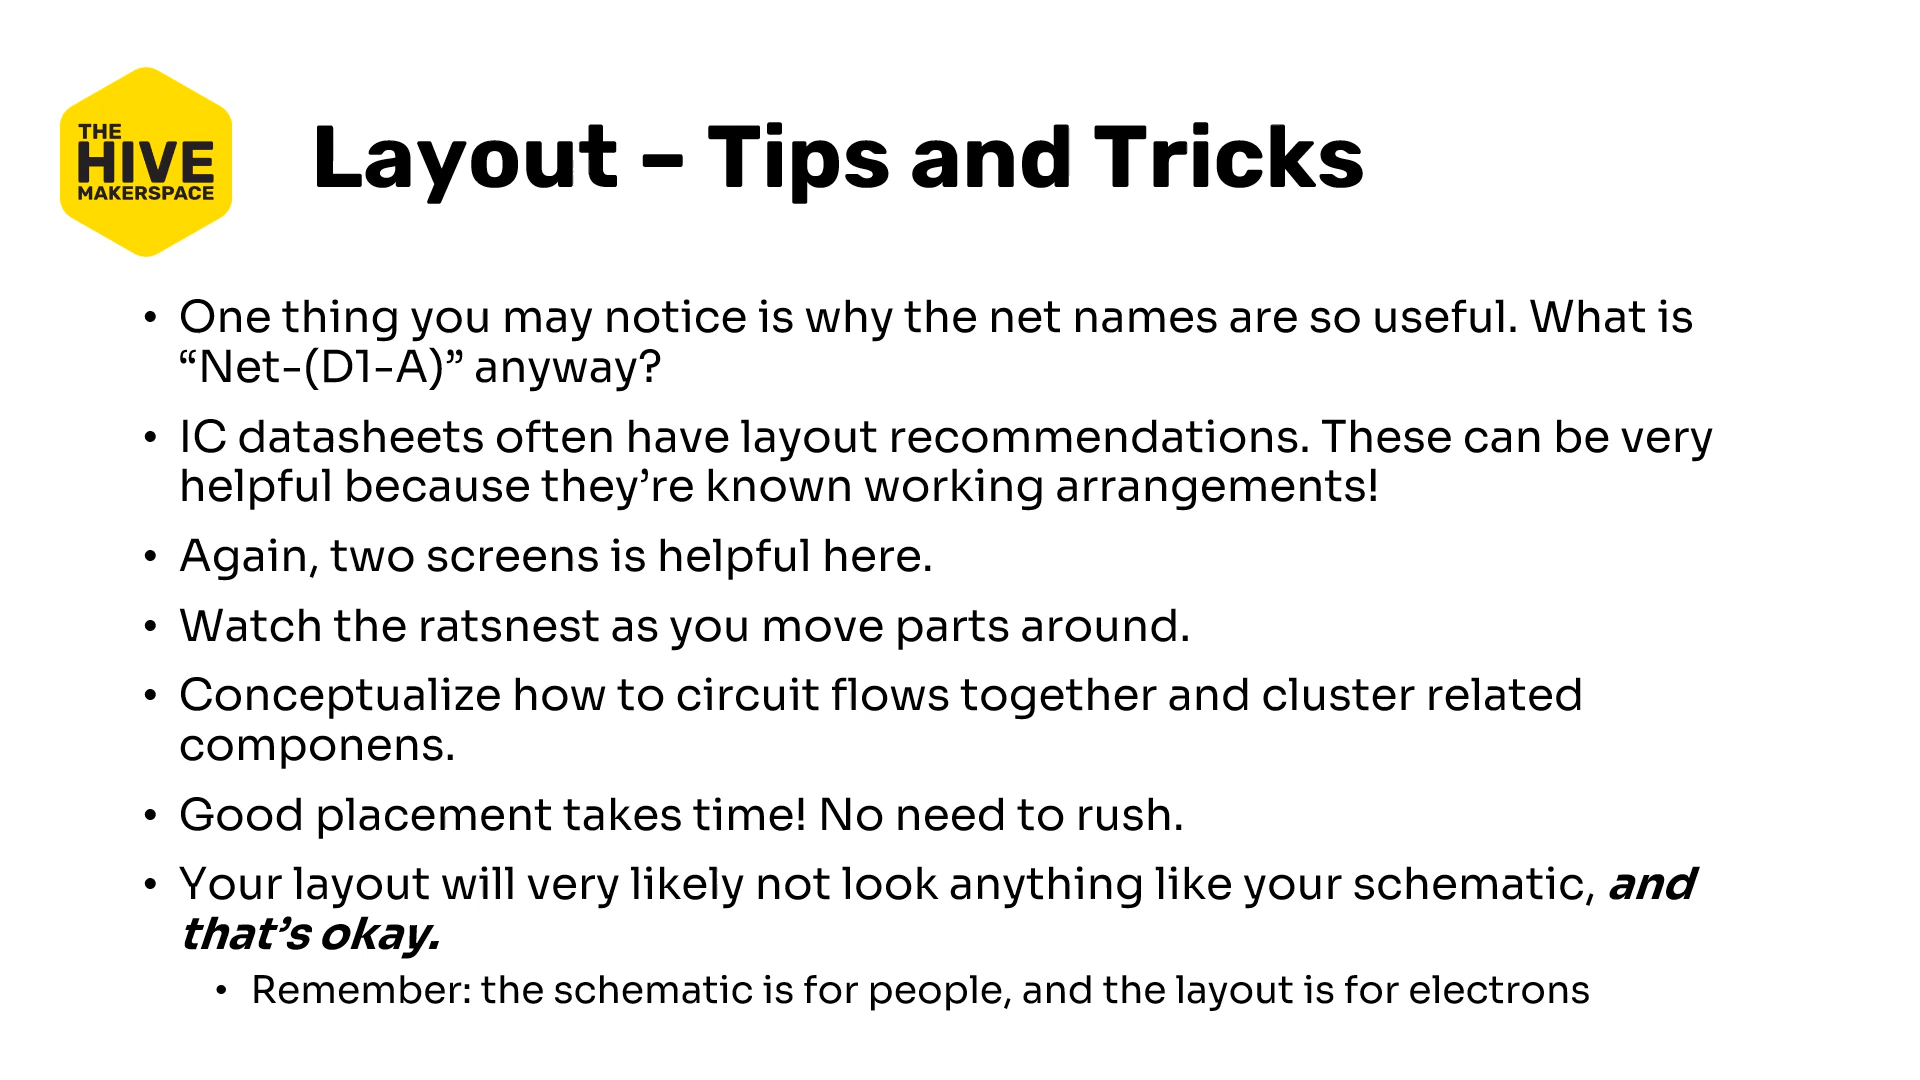 THE
HIVE
MAKERSPACE
Layout – Tips and Tricks
• One thing you may notice is why the net names are so useful. What is
“Net-(D1-A)” anyway?
• IC datasheets often have layout recommendations. These can be very
helpful because they’re known working arrangements!
• Again, two screens is helpful here.
• Watch the ratsnest as you move parts around.
• Conceptualize how to circuit flows together and cluster related
componens.
• Good placement takes time! No need to rush.
• Your layout will very likely not look anything like your schematic, and
that’s okay.
• Remember: the schematic is for people, and the layout is for electrons